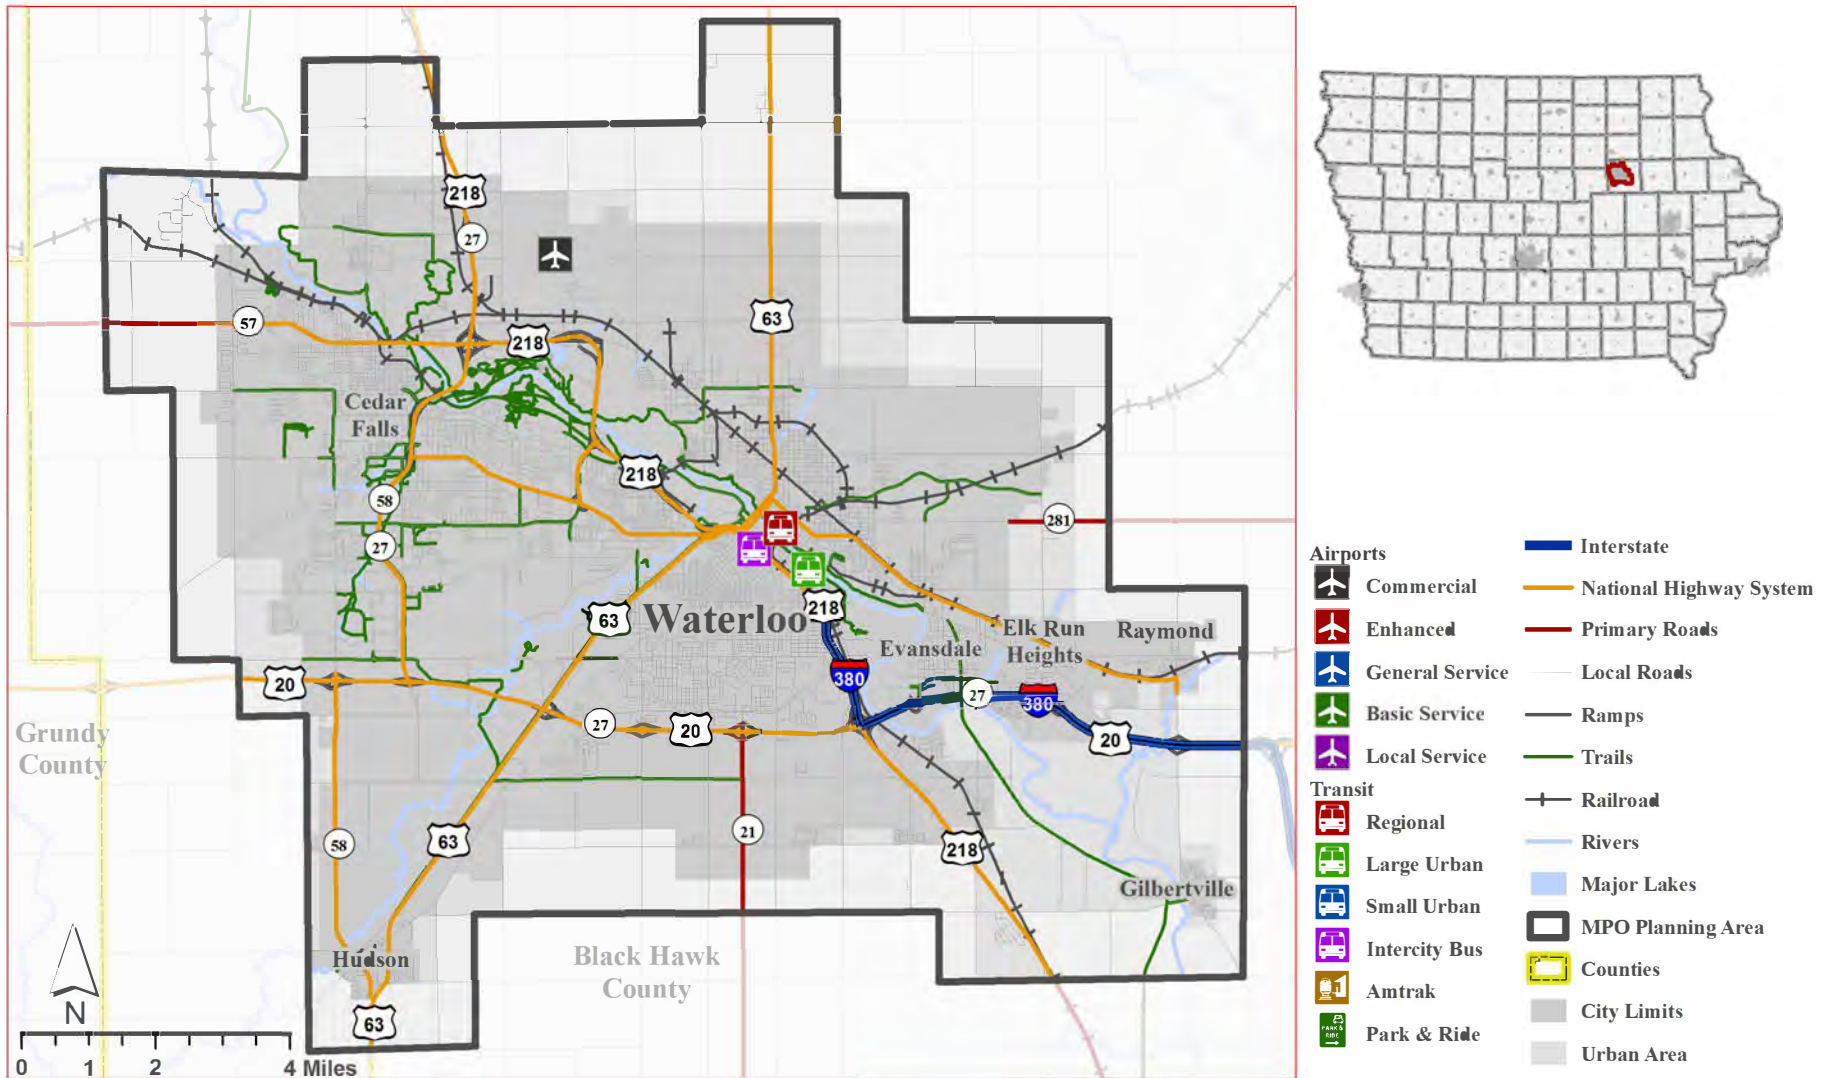 218
27
57
63
218
Cedar
Falls
218
58
281
27
218
63
Waterloo
Elk Run
Heights
Raymond
Evansdale
380
20
27
380
27
20
20
Grundy
County
58
63
21
218
Gilbertville
Hudson
Black Hawk
County
63
N
0 1 2 4 Miles
Airports
Commercial
Enhanced
General Service
Basic Service
Local Service
Transit
Regional
Large Urban
Small Urban
Intercity Bus
Amtrak
PARK &
RIDE
Park & Ride
Interstate
National Highway System
Primary Roads
Local Roads
Ramps
Trails
Railroad
Rivers
Major Lakes
MPO Planning Area
Counties
City Limits
Urban Area